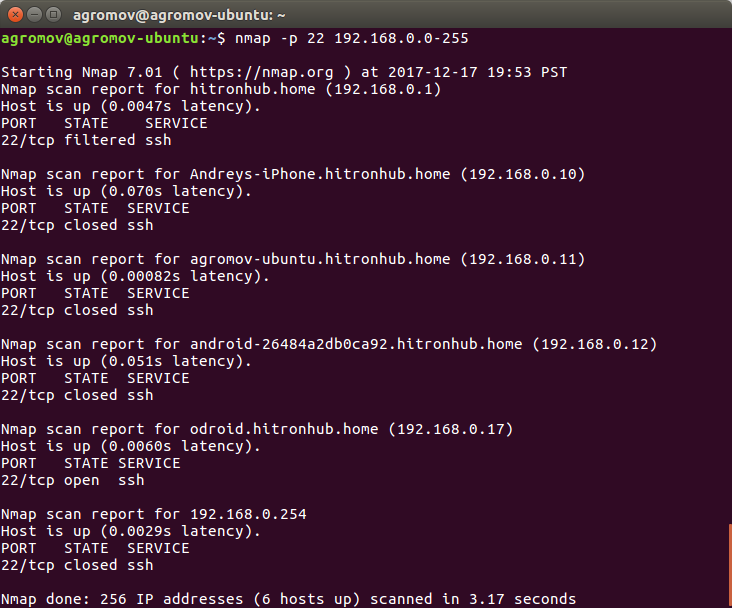 agromov@agromov-ubuntu: ~
agromov@agromov-ubuntu:~$ nmap -p 22 192.168.0.0-255

Starting Nmap 7.01 ( https://nmap.org ) at 2017-12-17 19:53 PST
Nmap scan report for hitronhub.home (192.168.0.1)
Host is up (0.0047s latency).
PORT   STATE    SERVICE
22/tcp filtered ssh

Nmap scan report for Andreys-iPhone.hitronhub.home (192.168.0.10)
Host is up (0.070s latency).
PORT   STATE  SERVICE
22/tcp closed ssh

Nmap scan report for agromov-ubuntu.hitronhub.home (192.168.0.11)
Host is up (0.00082s latency).
PORT   STATE  SERVICE
22/tcp closed ssh

Nmap scan report for android-26484a2db0ca92.hitronhub.home (192.168.0.12)
Host is up (0.051s latency).
PORT   STATE  SERVICE
22/tcp closed ssh

Nmap scan report for odroid.hitronhub.home (192.168.0.17)
Host is up (0.0060s latency).
PORT   STATE SERVICE
22/tcp open  ssh

Nmap scan report for 192.168.0.254
Host is up (0.0029s latency).
PORT   STATE  SERVICE
22/tcp closed ssh

Nmap done: 256 IP addresses (6 hosts up) scanned in 3.17 seconds